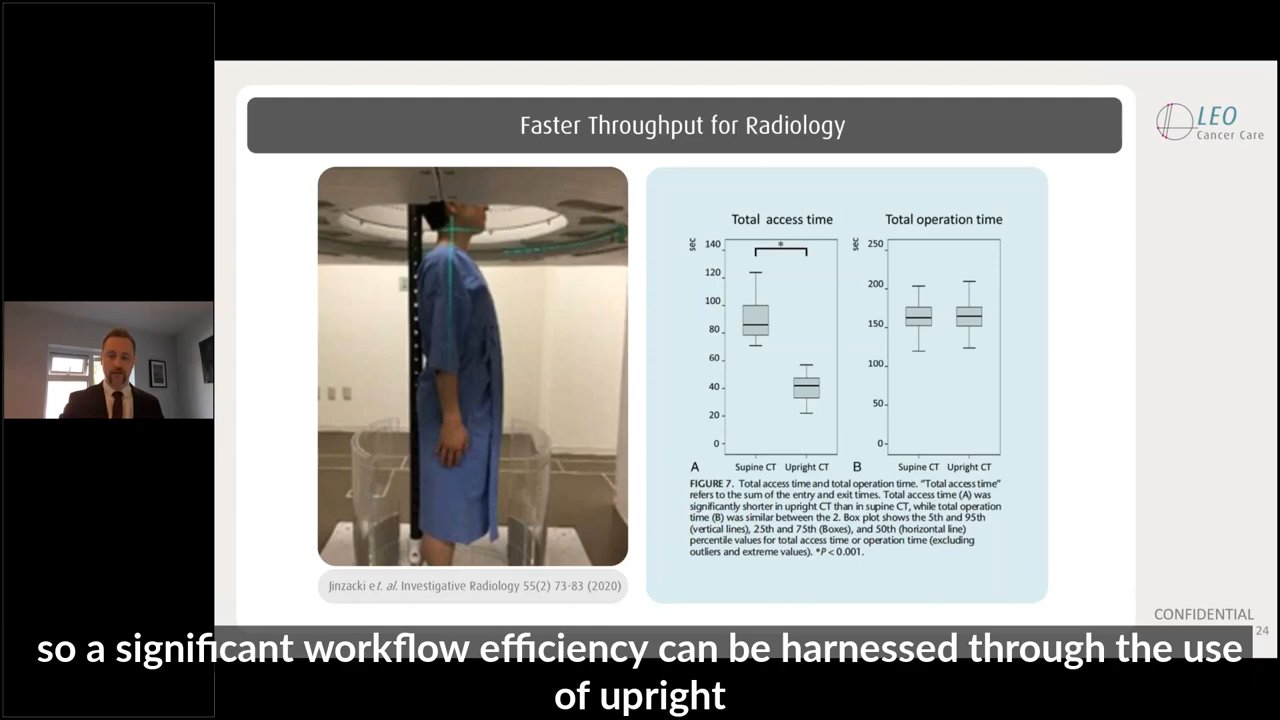 Faster Throughput for Radiology
LEO
Cancer Care
Total access time
sec
140
120
100
80
60
40
20
0
*
Supine CT
Upright CT
A
Total operation time
sec
250
200
150
100
50
0
Supine CT
Upright CT
B
FIGURE 7. Total access time and total operation time. “Total access time”
refers to the sum of the entry and exit times. Total access time (A) was
significantly shorter in upright CT than in supine CT, while total operation
time (B) was similar between the 2. Box plot shows the 5th and 95th
(vertical lines), 25th and 75th (Boxes), and 50th (horizontal line)
percentile values for total access time or operation time (excluding
outliers and extreme values). *P < 0.001.
Jinzacki et. al. Investigative Radiology 55(2) 73-83 (2020)
CONFIDENTIAL
24
so a significant workflow efficiency can be harnessed through the use
of upright